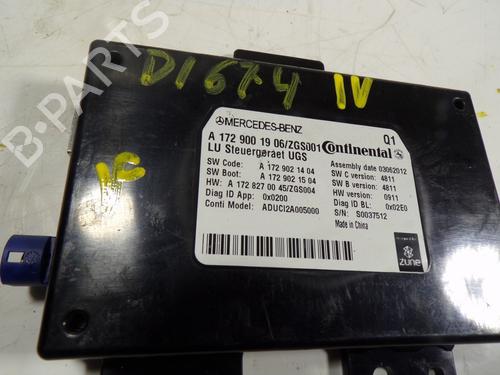 B-PARTS
D1674 IV
MERCEDES-BENZ
Q1
A 172 900 19 06/ZGS001 Continental
LU Steuergeraet UGS
Assembly date 03062012
SW Code: A 172 902 14 04
SW C version: 4811
SW Boot: A 172 902 15 04
SW B version: 4811
HW: A 172 827 00 45/ZGS004
HW version: 0911
Diag ID App: 0x0200
Diag ID BL: 0x02E0
Conti Model: ADUCI2A005000
S/N: S0037512
Made in China
zune